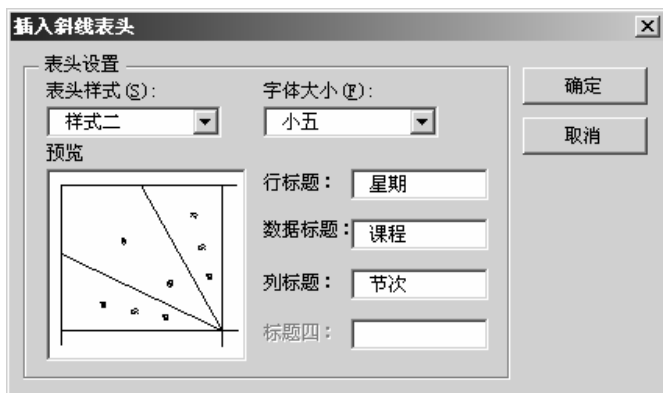 插入斜线表头
表头设置
表头样式(S):
字体大小(F):
确定
样式二
小五
取消
预览
行标题：
星期
数据标题：
课程
列标题：
节次
标题四：